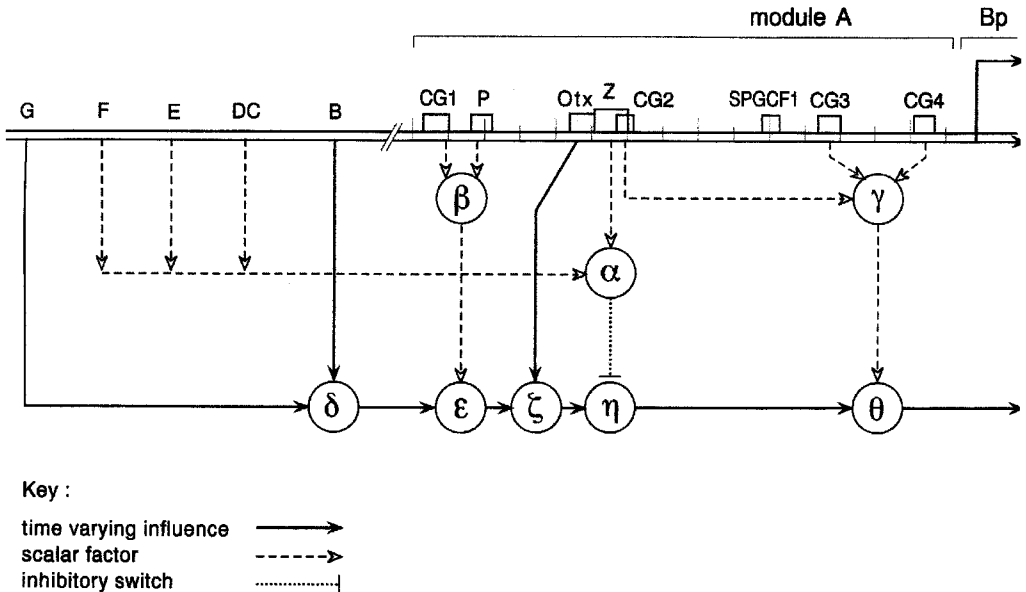 module A Bp
G F E DC B CG1 P Otx Z CG2 SPGCF1 CG3 CG4
β γ
α
δ ε ζ η θ
Key :
time varying influence
scalar factor
inhibitory switch